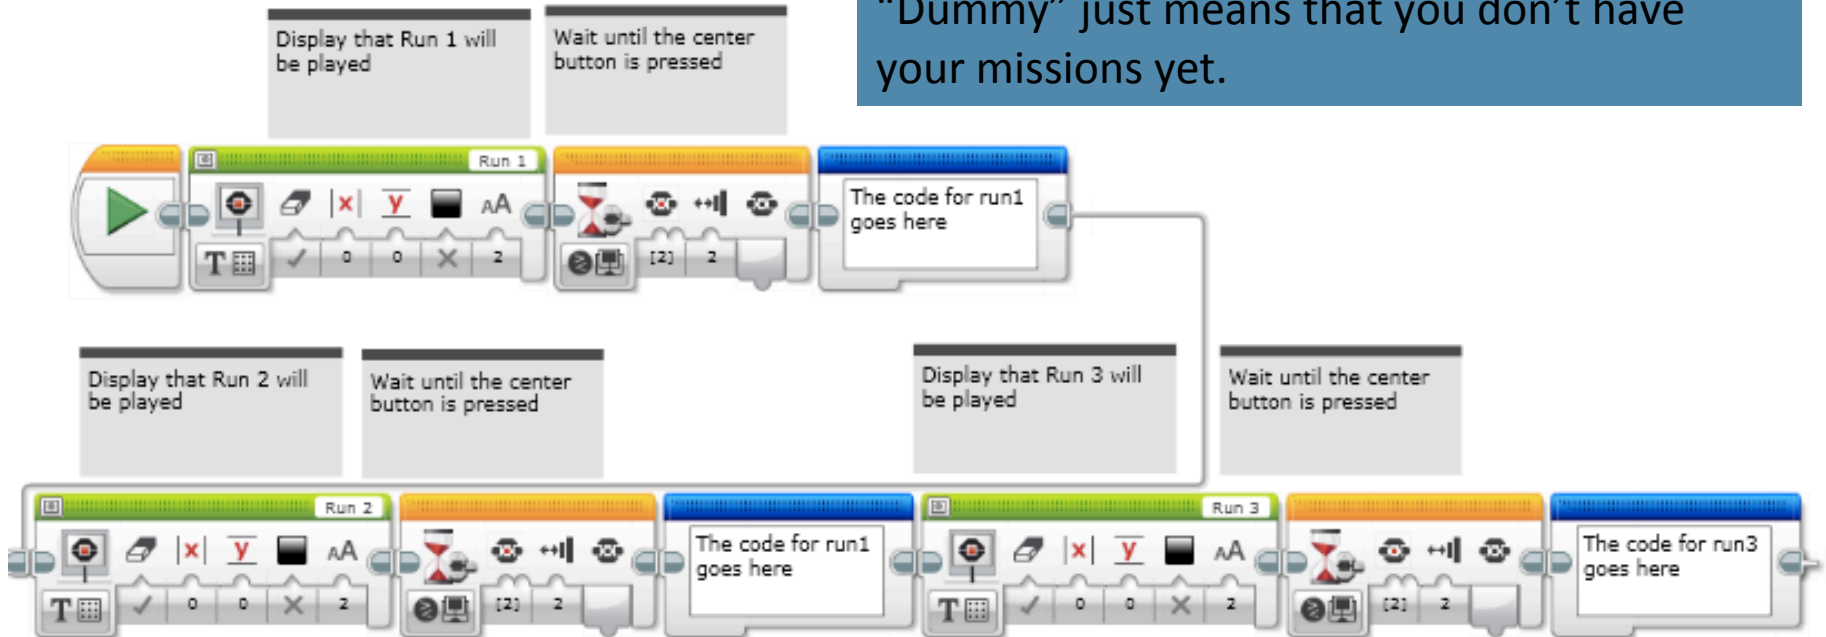 “Dummy” just means that you don’t have
your missions yet.
Display that Run 1 will
be played
Wait until the center
button is pressed
Run 1
x y AA
T 0 0 2
[2] 2
The code for run1
goes here
Display that Run 2 will
be played
Wait until the center
button is pressed
Display that Run 3 will
be played
Wait until the center
button is pressed
Run 2
x y AA
T 0 0 2
[2] 2
The code for run1
goes here
Run 3
x y AA
T 0 0 2
[2] 2
The code for run3
goes here